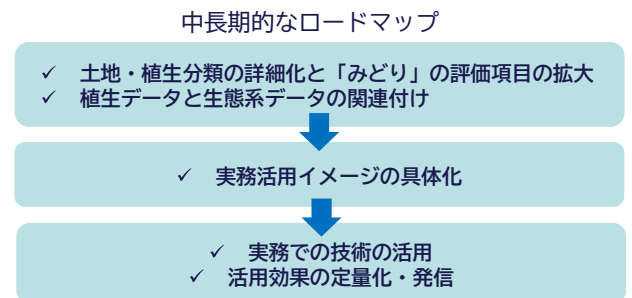 中長期的なロードマップ
✓ 土地・植生分類の詳細化と「みどり」の評価項目の拡大
✓ 植生データと生態系データの関連付け
✓ 実務活用イメージの具体化
✓ 実務での技術の活用
✓ 活用効果の定量化・発信